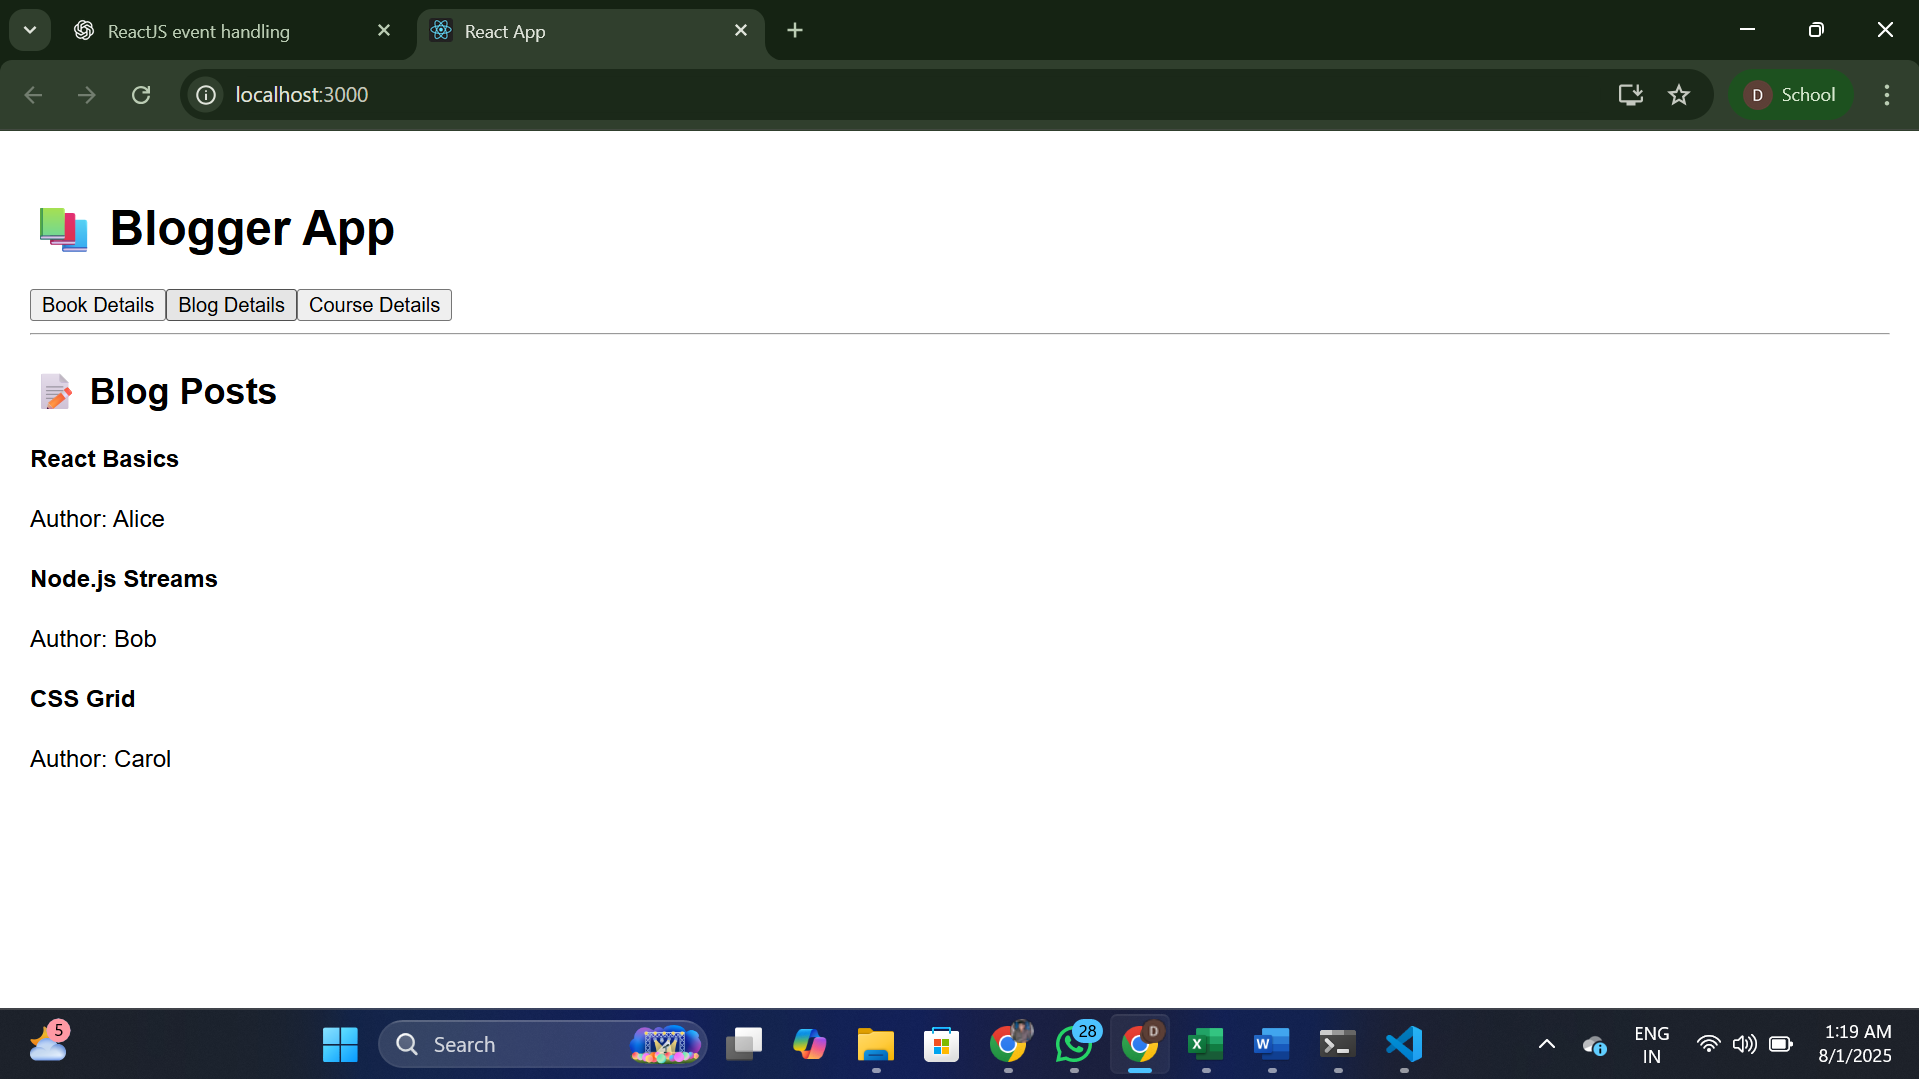 ReactJS event handling
React App
localhost:3000
D
School
📚 Blogger App
Book Details
Blog Details
Course Details
📝 Blog Posts
React Basics
Author: Alice
Node.js Streams
Author: Bob
CSS Grid
Author: Carol
5
Search
28
D
ENG
IN
1:19 AM
8/1/2025